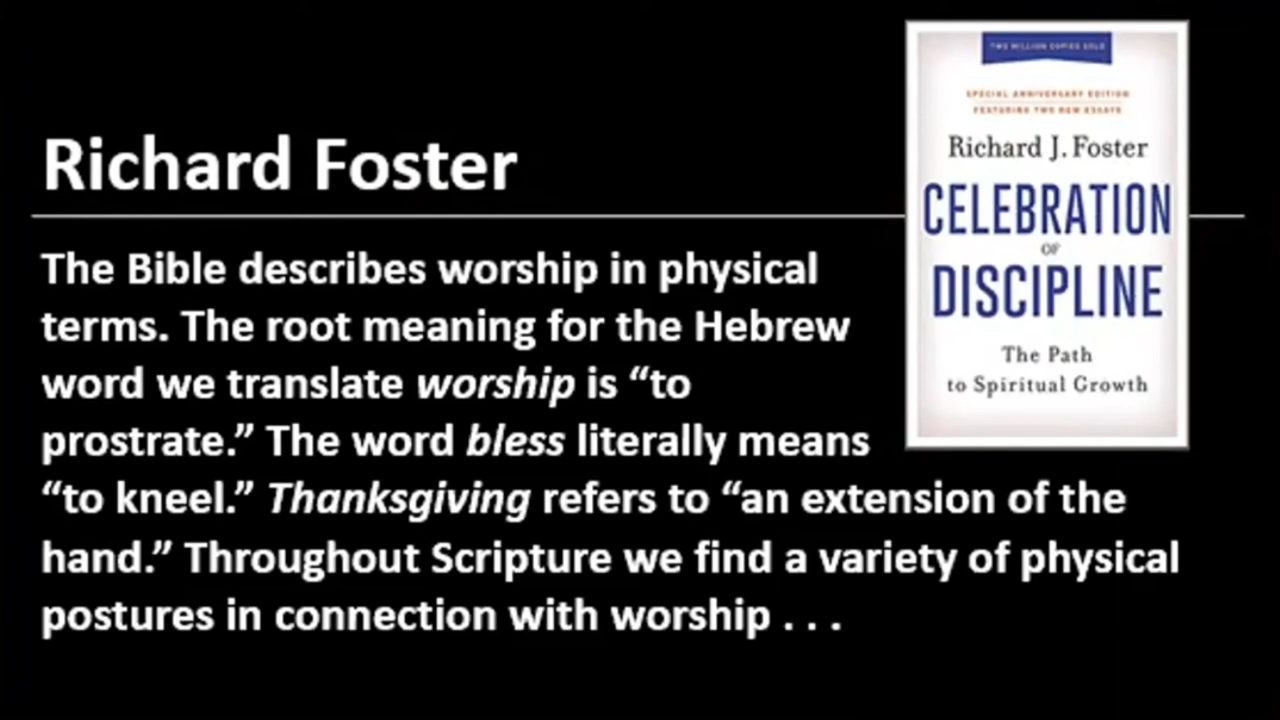 TWO MILLION COPIES SOLD
SPECIAL ANNIVERSARY EDITION
FEATURING TWO NEW ESSAYS
Richard J. Foster
CELEBRATION
OF
DISCIPLINE
The Path
to Spiritual Growth
Richard Foster
The Bible describes worship in physical
terms. The root meaning for the Hebrew
word we translate worship is “to
prostrate.” The word bless literally means
“to kneel.” Thanksgiving refers to “an extension of the
hand.” Throughout Scripture we find a variety of physical
postures in connection with worship . . .